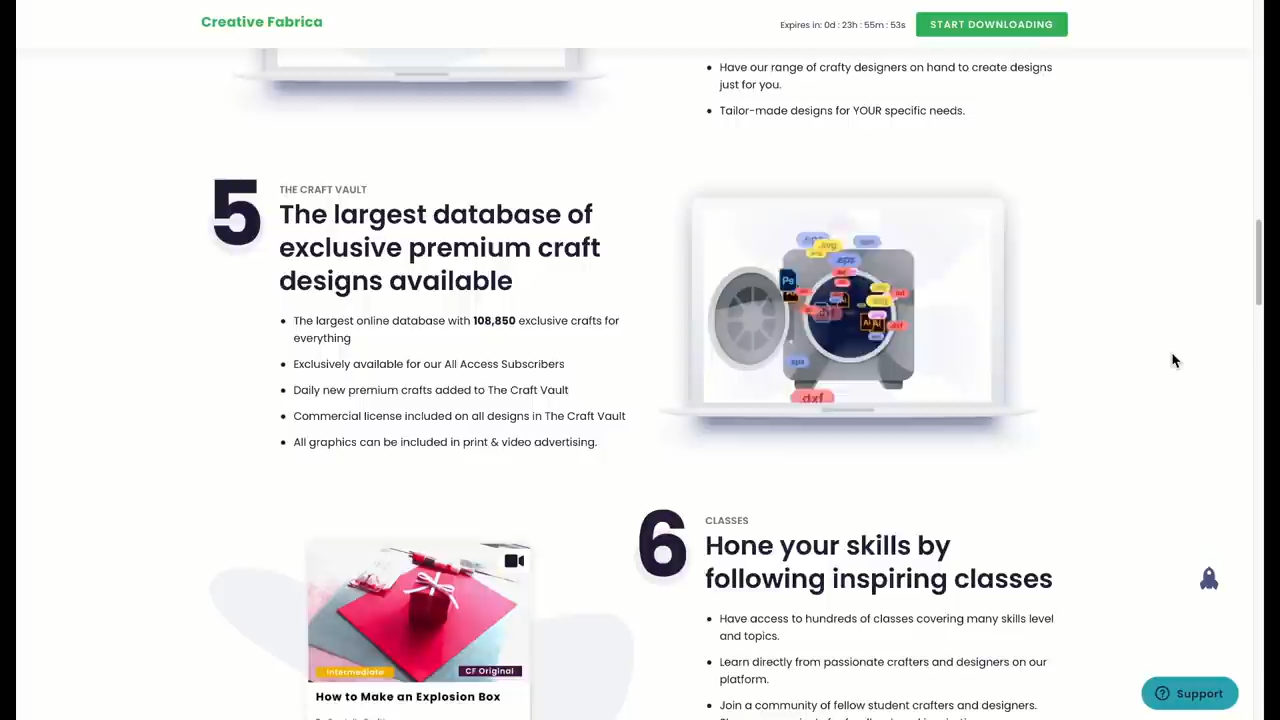 Creative Fabrica
Expires in: 0d : 23h : 55m : 53s
START DOWNLOADING
Have our range of crafty designers on hand to create designs
just for you.
Tailor-made designs for YOUR specific needs.
5
THE CRAFT VAULT
The largest database of
exclusive premium craft
designs available
The largest online database with 108,850 exclusive crafts for
everything
Exclusively available for our All Access Subscribers
Daily new premium crafts added to The Craft Vault
Commercial license included on all designs in The Craft Vault
All graphics can be included in print & video advertising.
.svg
.eps
Ps
Ai
Ai
Ai
.dxf
6
CLASSES
Hone your skills by
following inspiring classes
Have access to hundreds of classes covering many skills level
and topics.
Learn directly from passionate crafters and designers on our
platform.
Join a community of fellow student crafters and designers.
Intermediate
CF Original
How to Make an Explosion Box
Support